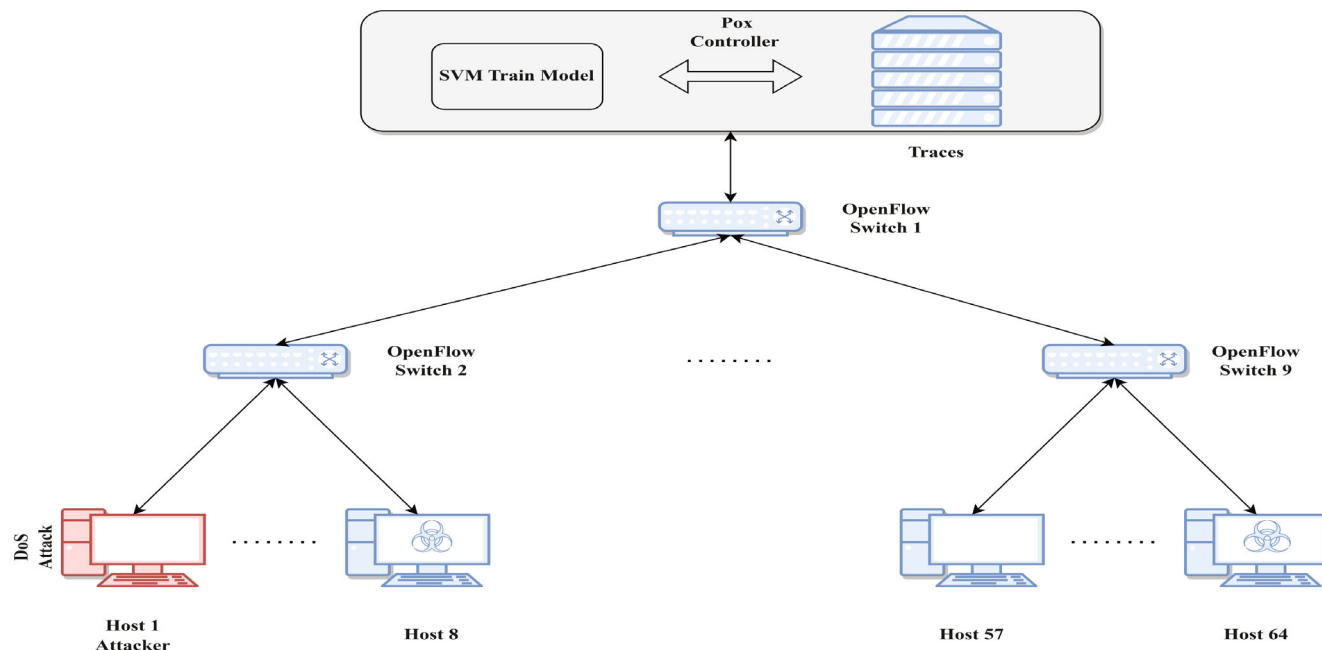 Pox
Controller
SVM Train Model
Traces
OpenFlow
Switch 1
OpenFlow
Switch 2
........
OpenFlow
Switch 9
DoS
Attack
........
........
Host 1
Attacker
Host 8
Host 57
Host 64